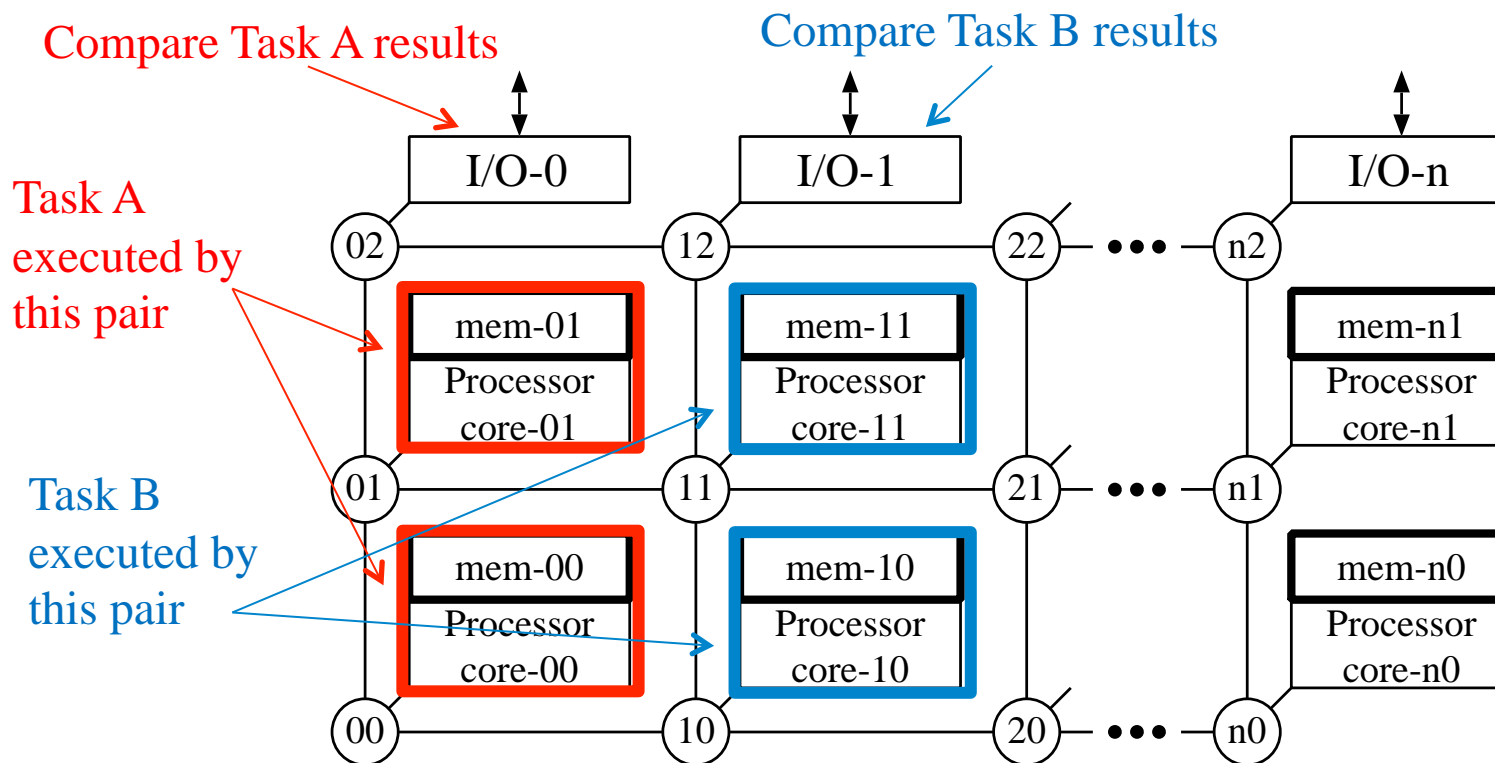 Compare Task A results
Compare Task B results
I/O-0
I/O-1
I/O-n
Task A
executed by
this pair
02
12
22
•••
n2
mem-01
Processor
core-01
mem-11
Processor
core-11
mem-n1
Processor
core-n1
01
11
21
•••
n1
Task B
executed by
this pair
mem-00
Processor
core-00
mem-10
Processor
core-10
mem-n0
Processor
core-n0
00
10
20
•••
n0